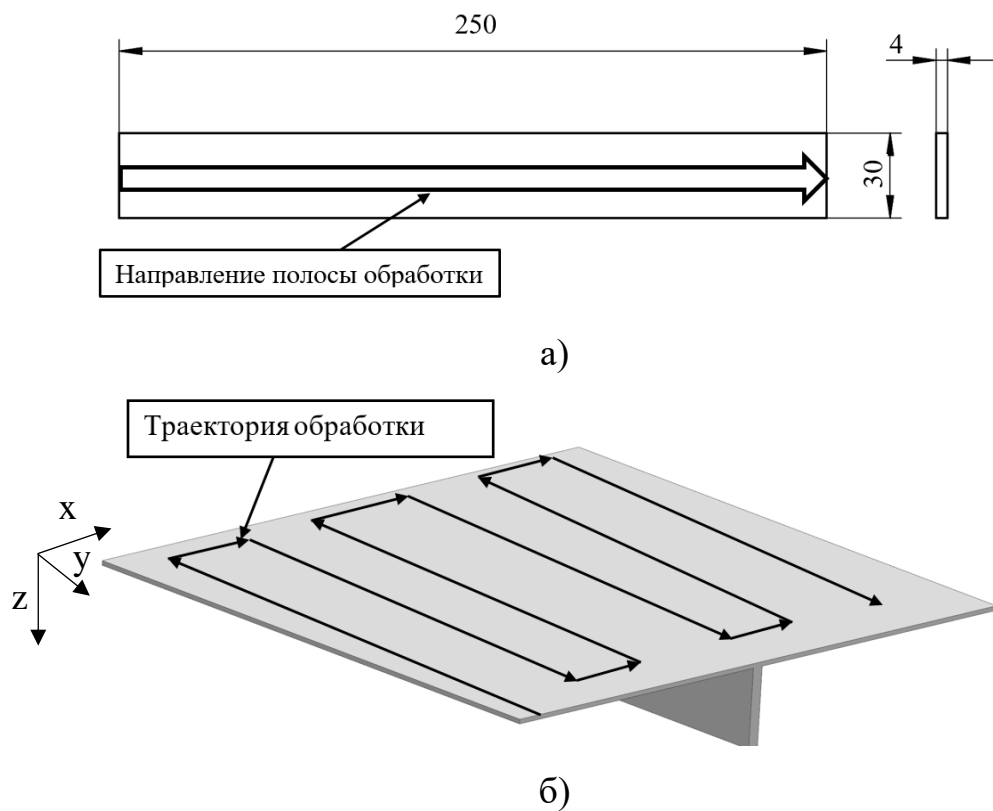 250
4
30
Направление полосы обработки
а)
Траектория обработки
x
y
z
б)